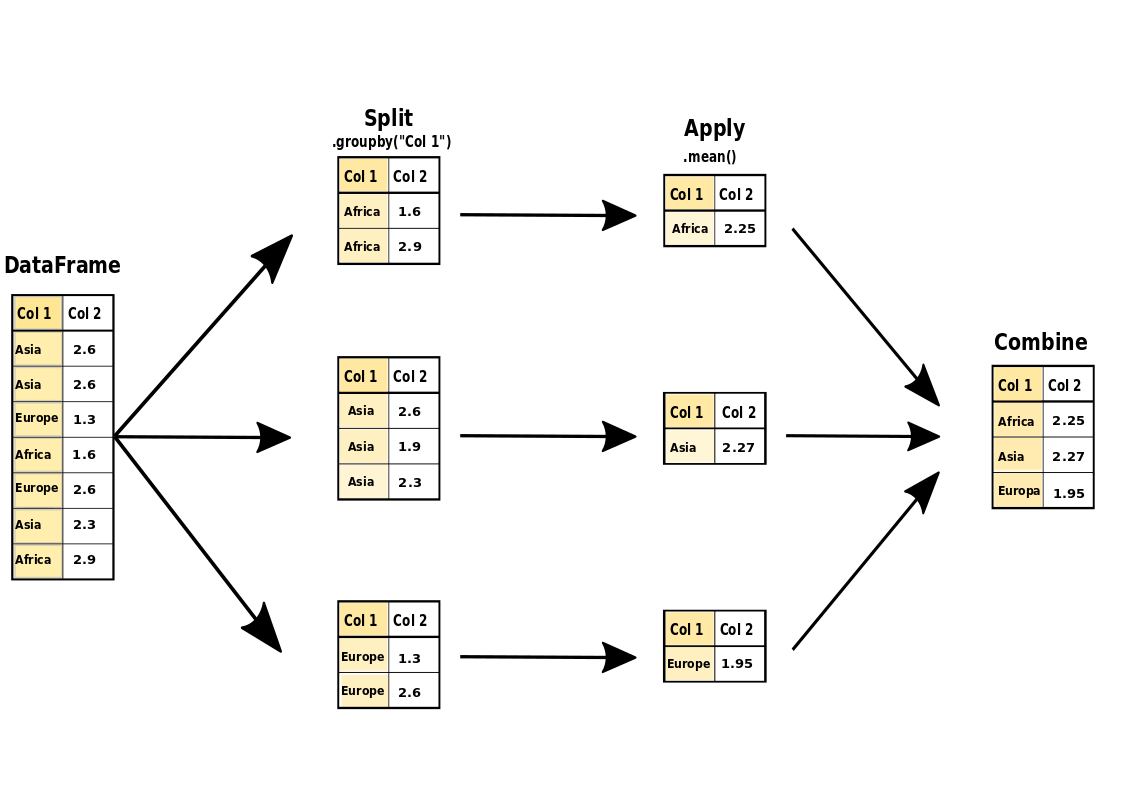 DataFrame
Col 1 Col 2
Asia 2.6
Asia 2.6
Europe 1.3
Africa 1.6
Europe 2.6
Asia 2.3
Africa 2.9
Split
.groupby("Col 1")
Col 1 Col 2
Africa 1.6
Africa 2.9
Col 1 Col 2
Asia 2.6
Asia 1.9
Asia 2.3
Col 1 Col 2
Europe 1.3
Europe 2.6
Apply
.mean()
Col 1 Col 2
Africa 2.25
Col 1 Col 2
Asia 2.27
Col 1 Col 2
Europe 1.95
Combine
Col 1 Col 2
Africa 2.25
Asia 2.27
Europa 1.95